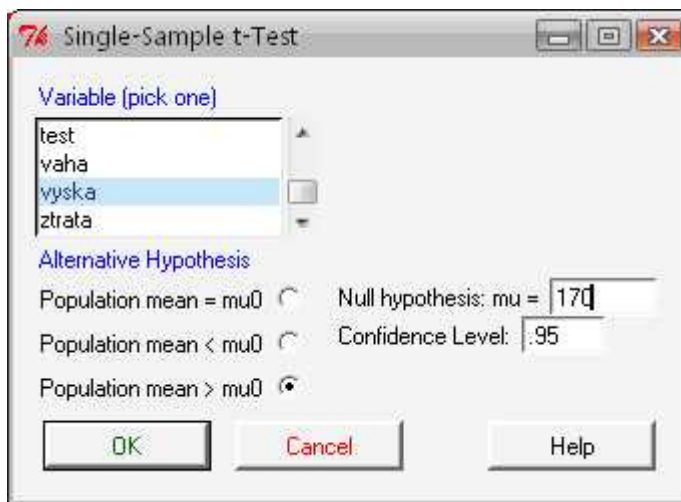 Single-Sample t-Test
Variable (pick one)
test
vaha
vyska
ztrata
Alternative Hypothesis
Population mean = mu0
Null hypothesis: mu = 170
Population mean < mu0
Confidence Level: .95
Population mean > mu0
OK Cancel Help